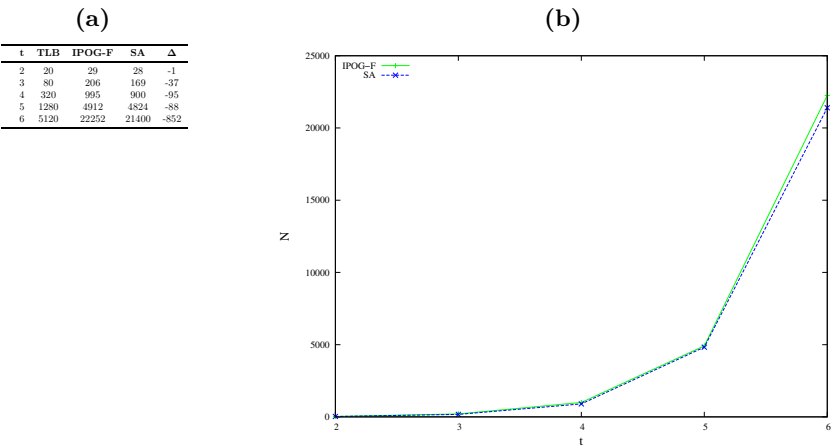 (a)
t TLB IPOG-F SA Δ
2 20 29 28 -1
3 80 206 169 -37
4 320 995 900 -95
5 1280 4912 4824 -88
6 5120 22252 21400 -852
(b)
25000
20000
15000
10000
5000
0
N
IPOG-F
SA
2 3 4 5 6
t